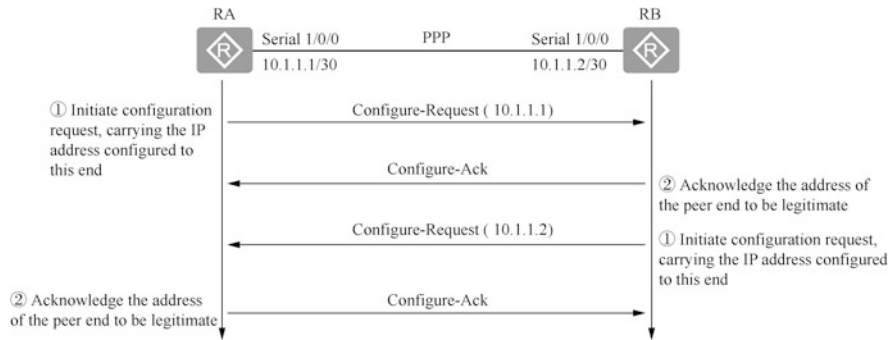 RA
RB
R
Serial 1/0/0
PPP
Serial 1/0/0
R
10.1.1.1/30
10.1.1.2/30
① Initiate configuration
request, carrying the IP
address configured to
this end
Configure-Request ( 10.1.1.1)
Configure-Ack
② Acknowledge the address of
the peer end to be legitimate
Configure-Request ( 10.1.1.2)
① Initiate configuration request,
carrying the IP address configured
to this end
② Acknowledge the address
of the peer end to be legitimate
Configure-Ack